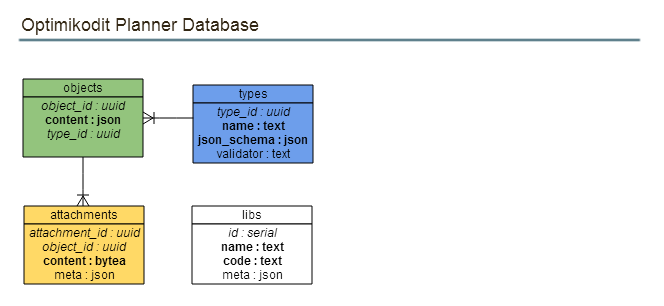 Optimikodit Planner Database
objects
object_id : uuid
content : json
type_id : uuid
types
type_id : uuid
name : text
json_schema : json
validator : text
attachments
attachment_id : uuid
object_id : uuid
content : bytea
meta : json
libs
id : serial
name : text
code : text
meta : json